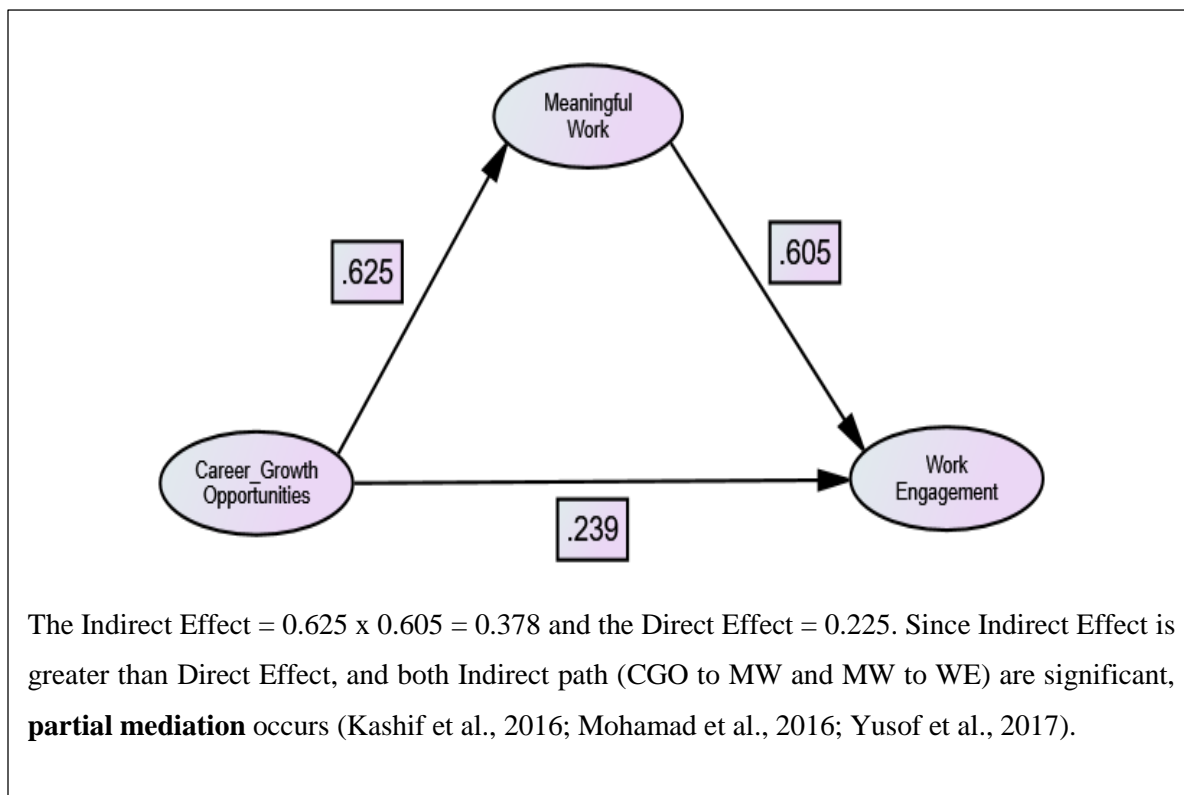 Meaningful
Work
.625
.605
Career_Growth
Opportunities
Work
Engagement
.239
The Indirect Effect = 0.625 x 0.605 = 0.378 and the Direct Effect = 0.225. Since Indirect Effect is
greater than Direct Effect, and both Indirect path (CGO to MW and MW to WE) are significant,
partial mediation occurs (Kashif et al., 2016; Mohamad et al., 2016; Yusof et al., 2017).